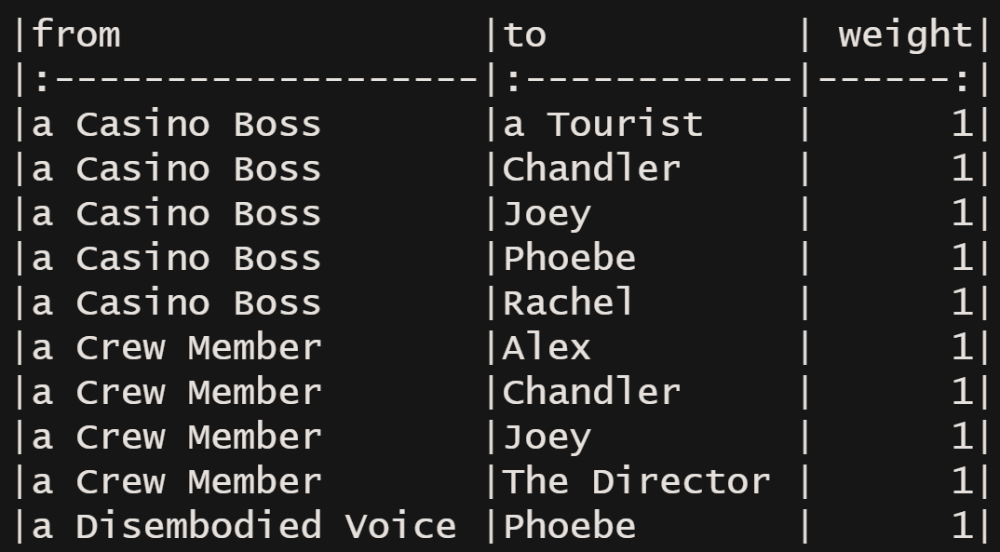 |from                |to            | weight|
|:-------------------|:-------------|------:|
|a Casino Boss       |a Tourist     |      1|
|a Casino Boss       |Chandler      |      1|
|a Casino Boss       |Joey          |      1|
|a Casino Boss       |Phoebe        |      1|
|a Casino Boss       |Rachel        |      1|
|a Crew Member       |Alex          |      1|
|a Crew Member       |Chandler      |      1|
|a Crew Member       |Joey          |      1|
|a Crew Member       |The Director  |      1|
|a Disembodied Voice |Phoebe        |      1|